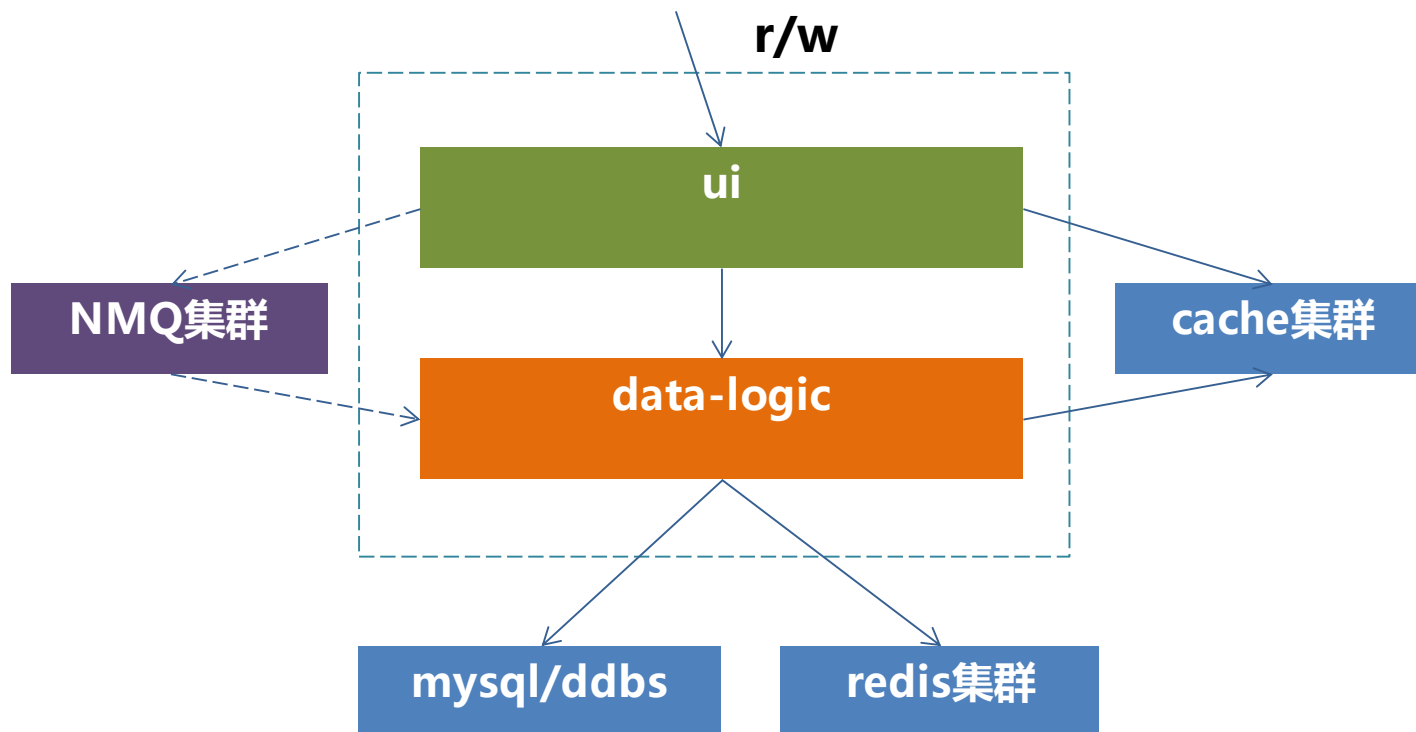 r/w
ui
NMQ集群
cache集群
data-logic
mysql/ddbs
redis集群